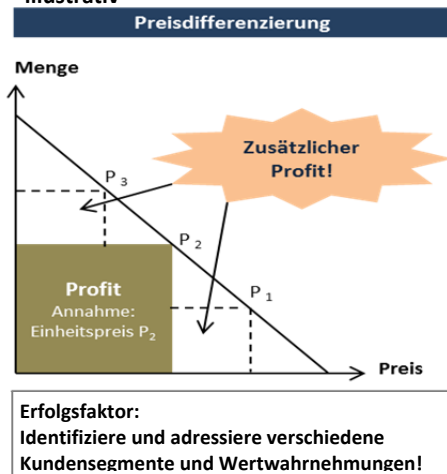 Illustrativ
Preisdifferenzierung
Menge
Zusätzlicher
Profit!
P 3
P 2
Profit
Annahme:
Einheitspreis P2
P 1
Preis
Erfolgsfaktor:
Identifiziere und adressiere verschiedene
Kundensegmente und Wertwahrnehmungen!